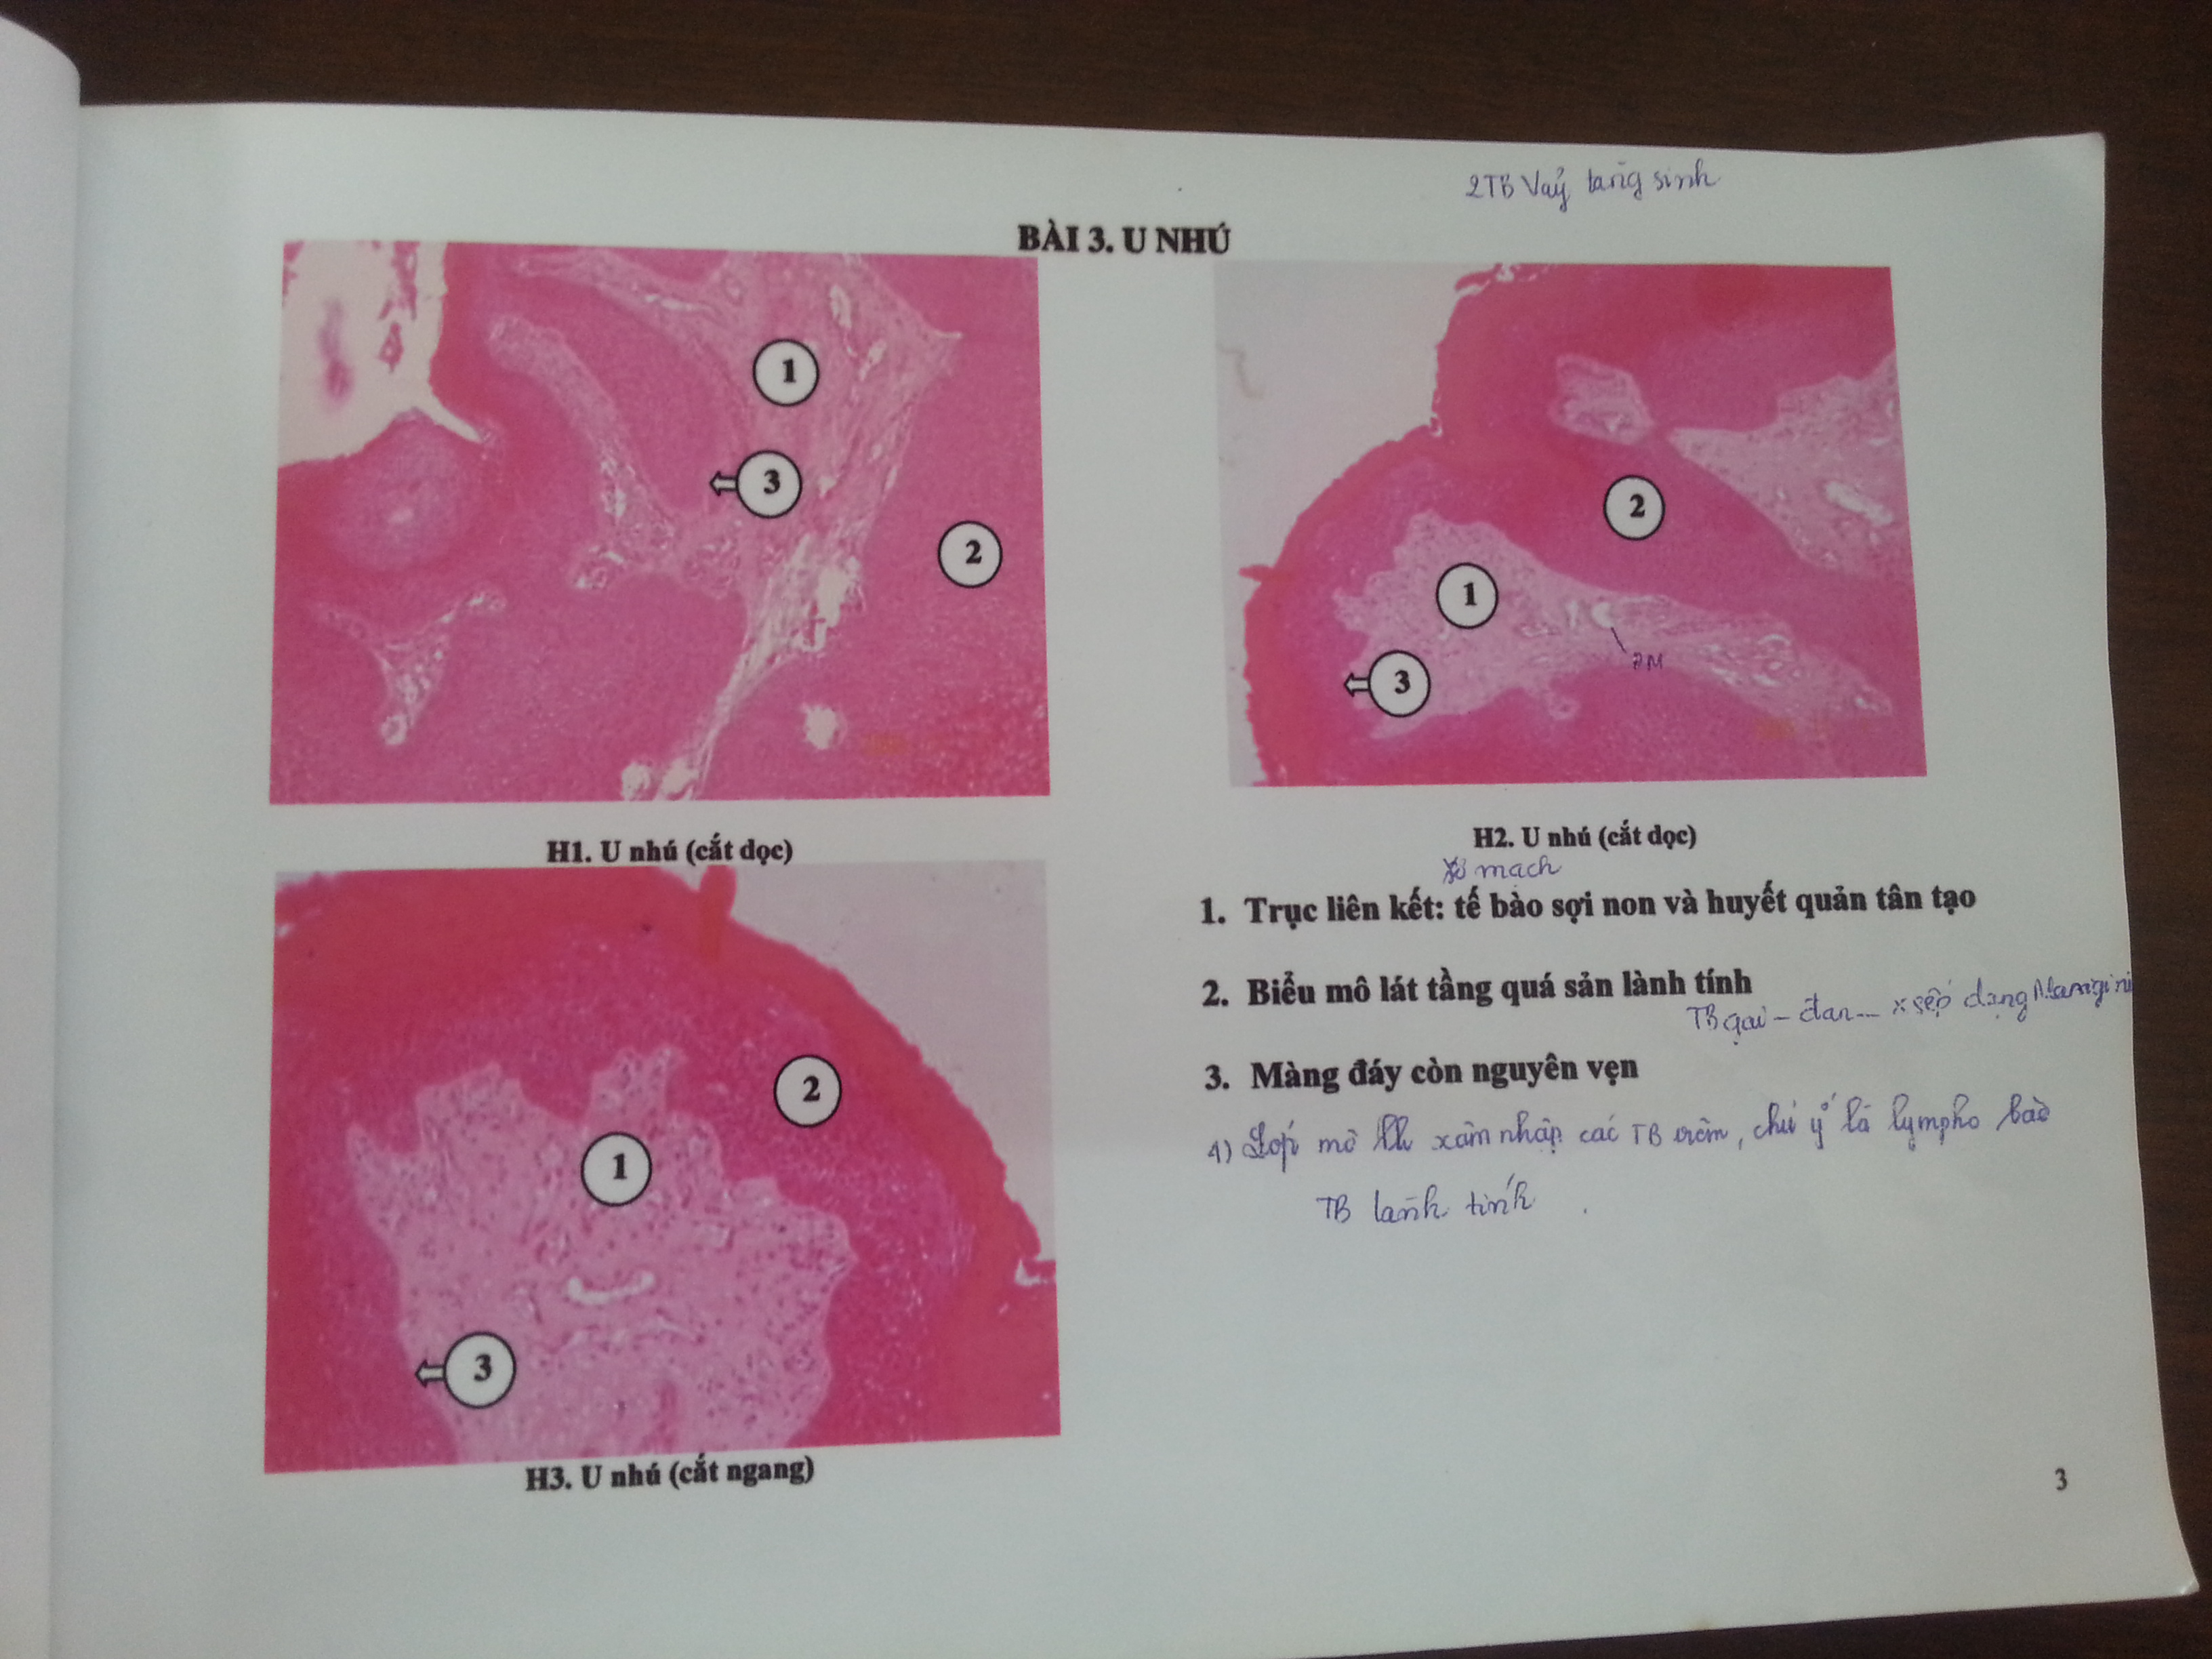 2TB Vảy tăng sinh
BÀI 3. U NHÚ
1
3
2
2
1
3
H1. U nhú (cắt dọc)
H2. U nhú (cắt dọc)
mạch
1. Trục liên kết: tế bào sợi non và huyết quản tân tạo
2. Biểu mô lát tầng quá sản lành tính
TB gai - đan xếp dạng
3. Màng đáy còn nguyên vẹn
4) Lớp mô lk xâm nhập các TB viêm, chú ý là lympho bào
TB lành tính.
2
1
3
H3. U nhú (cắt ngang)
3